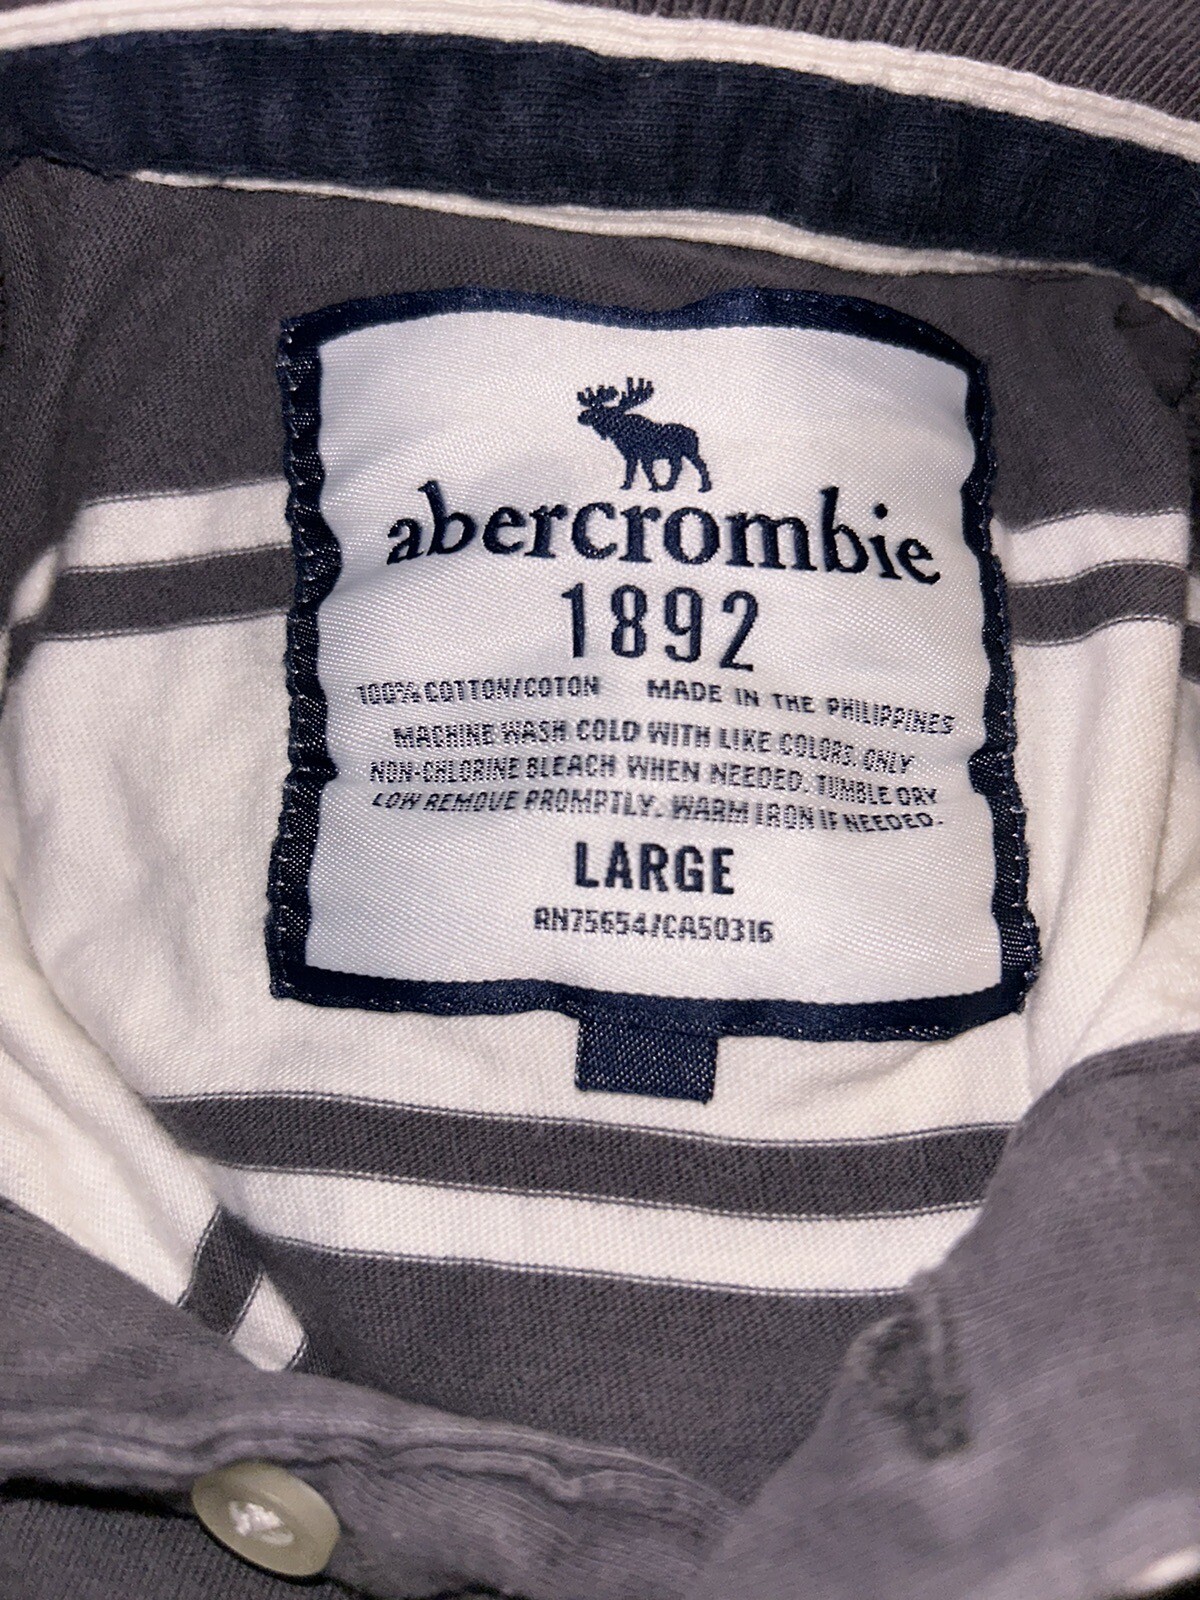 abercrombie
1892
100% COTTON/COTON MADE IN THE PHILIPPINES
MACHINE WASH COLD WITH LIKE COLORS. ONLY
NON-CHLORINE BLEACH WHEN NEEDED. TUMBLE DRY
LOW REMOVE PROMPTLY. WARM IRON IF NEEDED.
LARGE
RN75654/CA50316